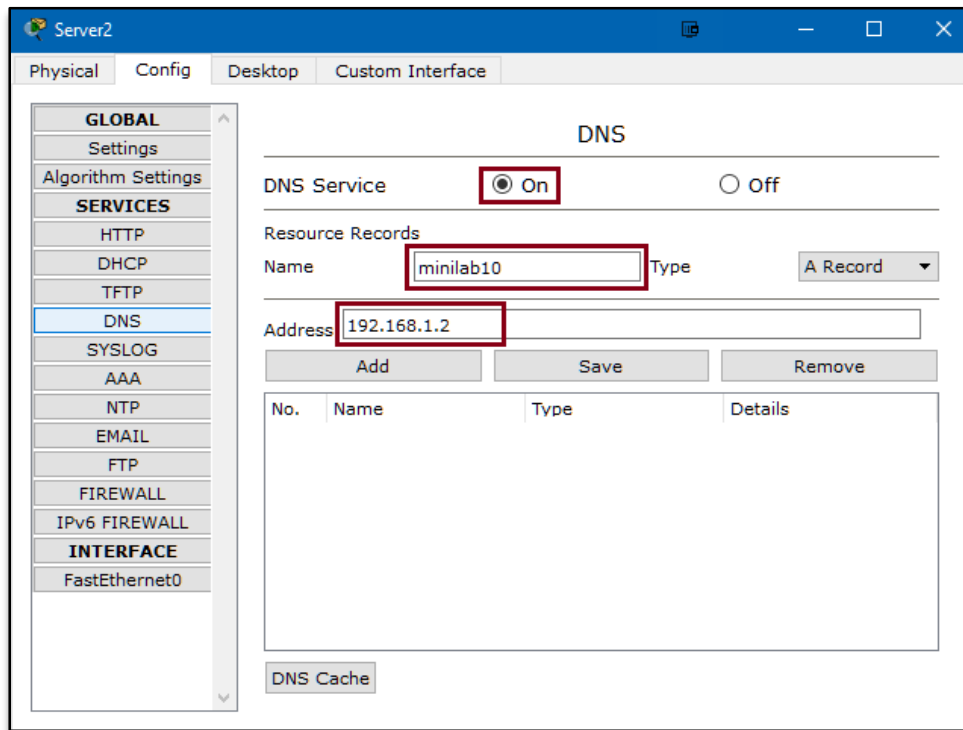 Server2
Physical Config Desktop Custom Interface
GLOBAL
Settings
Algorithm Settings
SERVICES
HTTP
DHCP
TFTP
DNS
SYSLOG
AAA
NTP
EMAIL
FTP
FIREWALL
IPv6 FIREWALL
INTERFACE
FastEthernet0
DNS
DNS Service On Off
Resource Records
Name minilab10 Type A Record
Address 192.168.1.2
Add Save Remove
No. Name Type Details
DNS Cache